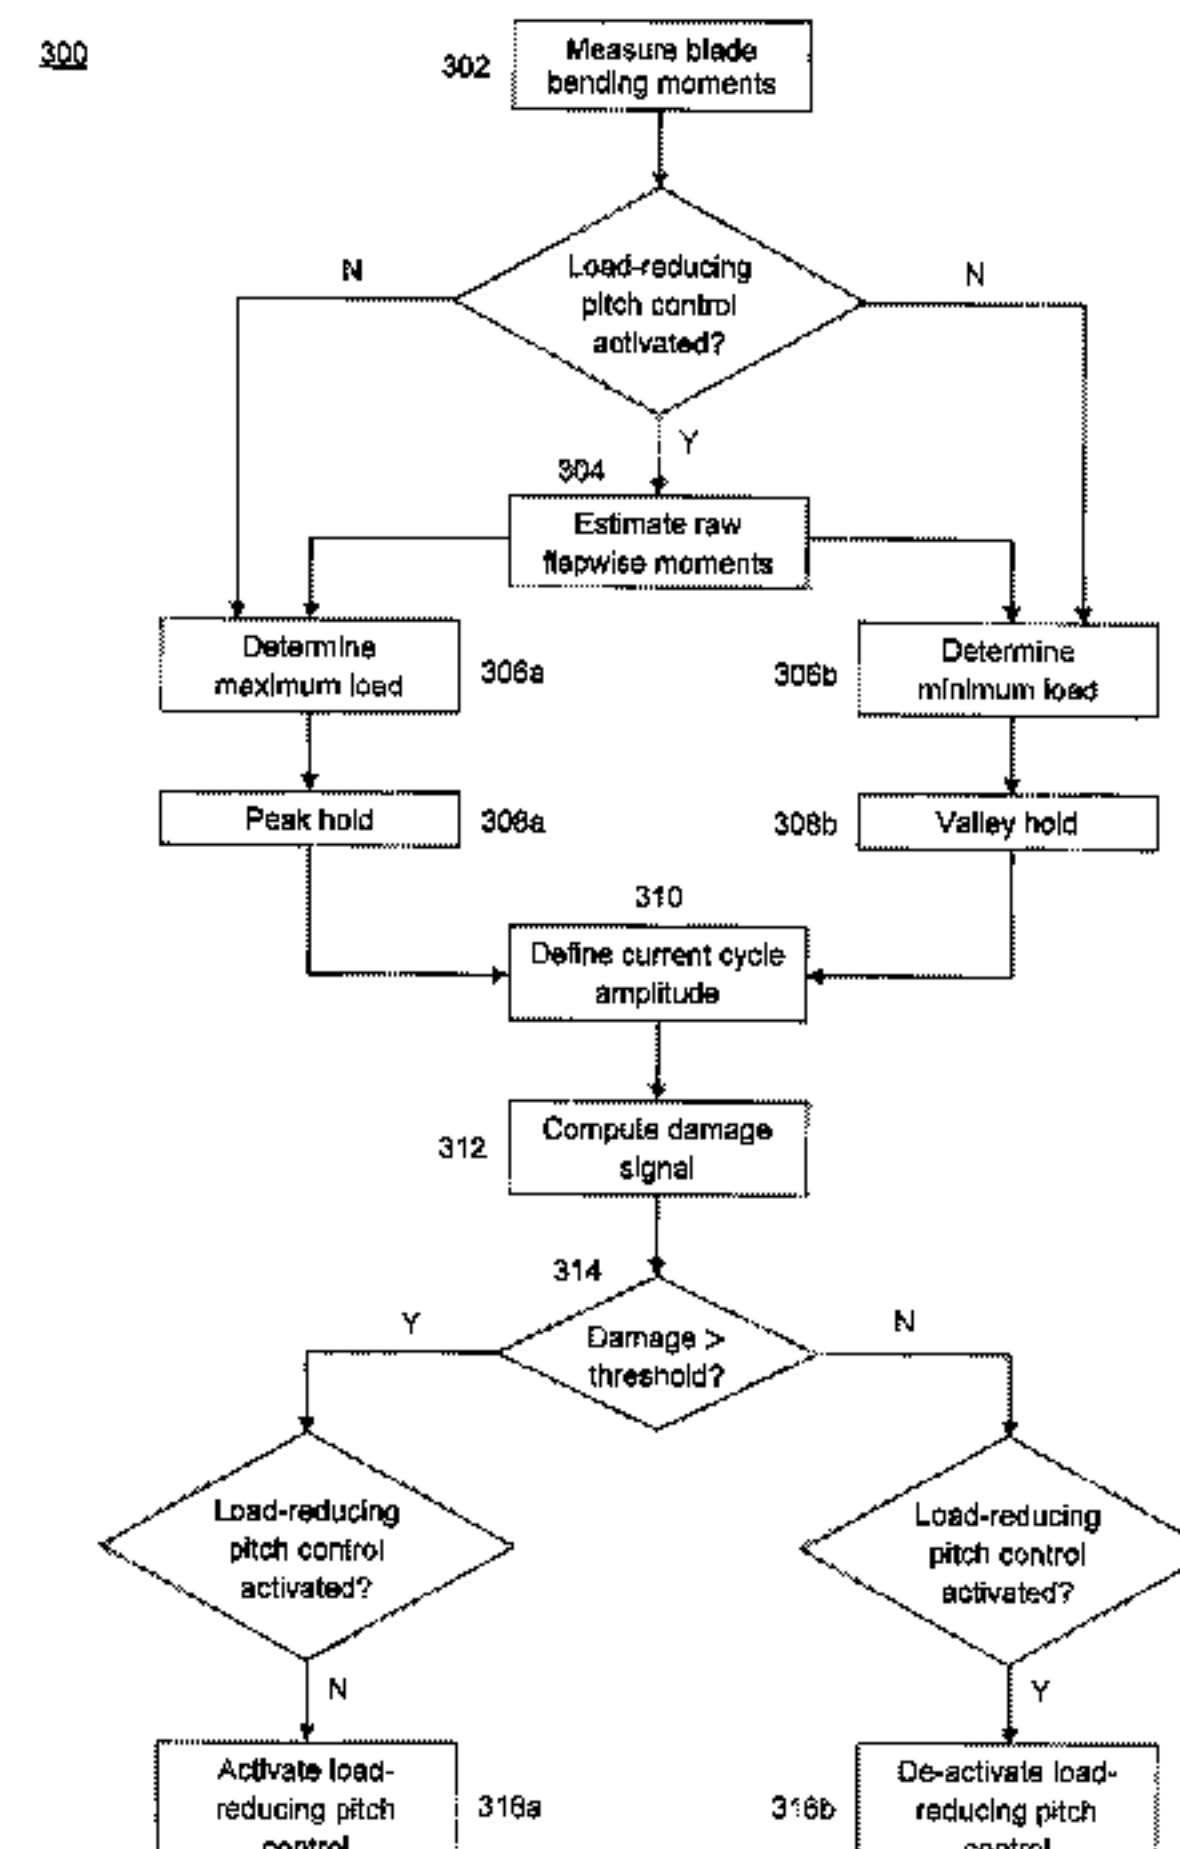 300
302
Measure blade
bending moments
N
Load-reducing
pitch control
activated?
N
Y
304
Estimate raw
flapwise moments
Determine
maximum load
306a
306b
Determine
minimum load
Peak hold
308a
308b
Valley hold
310
Define current cycle
amplitude
312
Compute damage
signal
314
Y
Damage >
threshold?
N
Load-reducing
pitch control
activated?
Load-reducing
pitch control
activated?
N
Y
Activate load-
reducing pitch
control
316a
316b
De-activate load-
reducing pitch
control